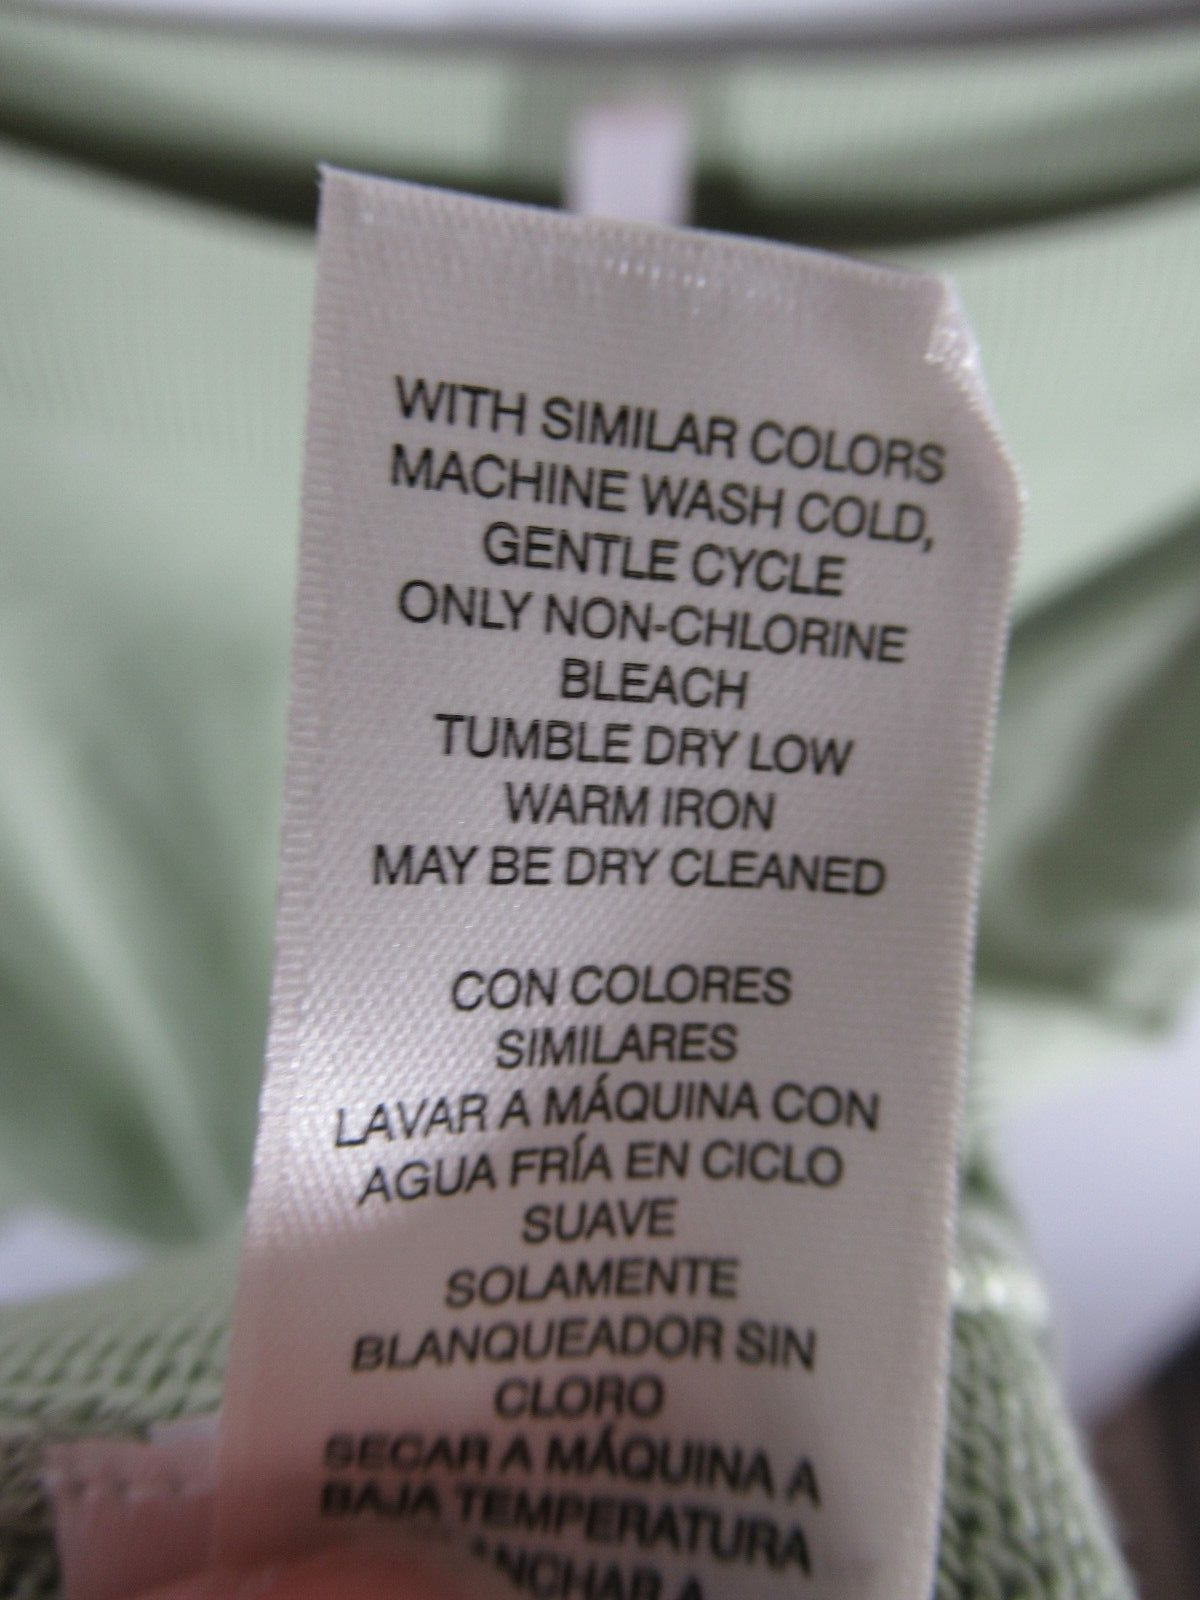 WITH SIMILAR COLORS
MACHINE WASH COLD,
GENTLE CYCLE
ONLY NON-CHLORINE
BLEACH
TUMBLE DRY LOW
WARM IRON
MAY BE DRY CLEANED
CON COLORES
SIMILARES
LAVAR A MÁQUINA CON
AGUA FRÍA EN CICLO
SUAVE
SOLAMENTE
BLANQUEADOR SIN
CLORO
SECAR A MÁQUINA A
BAJA TEMPERATURA
A